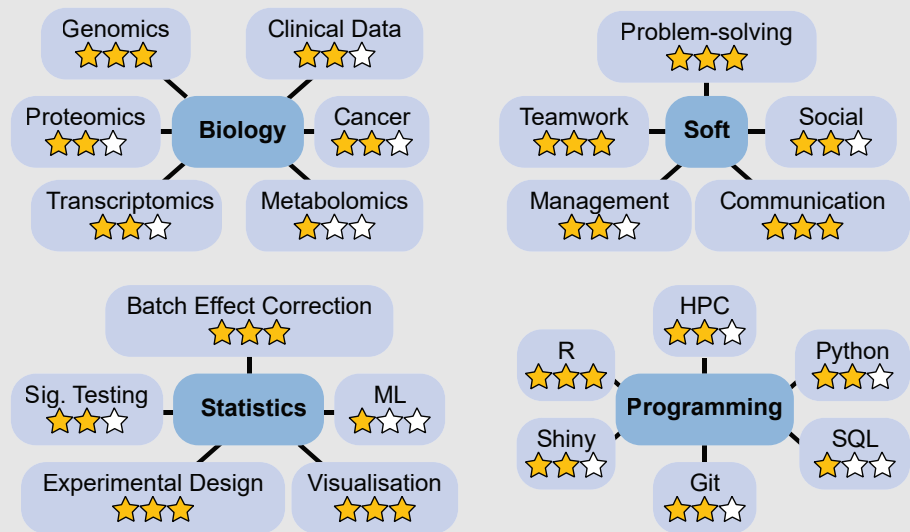 Genomics
Clinical Data
Proteomics
Biology
Cancer
Transcriptomics
Metabolomics
Problem-solving
Teamwork
Soft
Social
Management
Communication
Batch Effect Correction
Sig. Testing
Statistics
ML
Experimental Design
Visualisation
HPC
R
Python
Programming
Shiny
SQL
Git